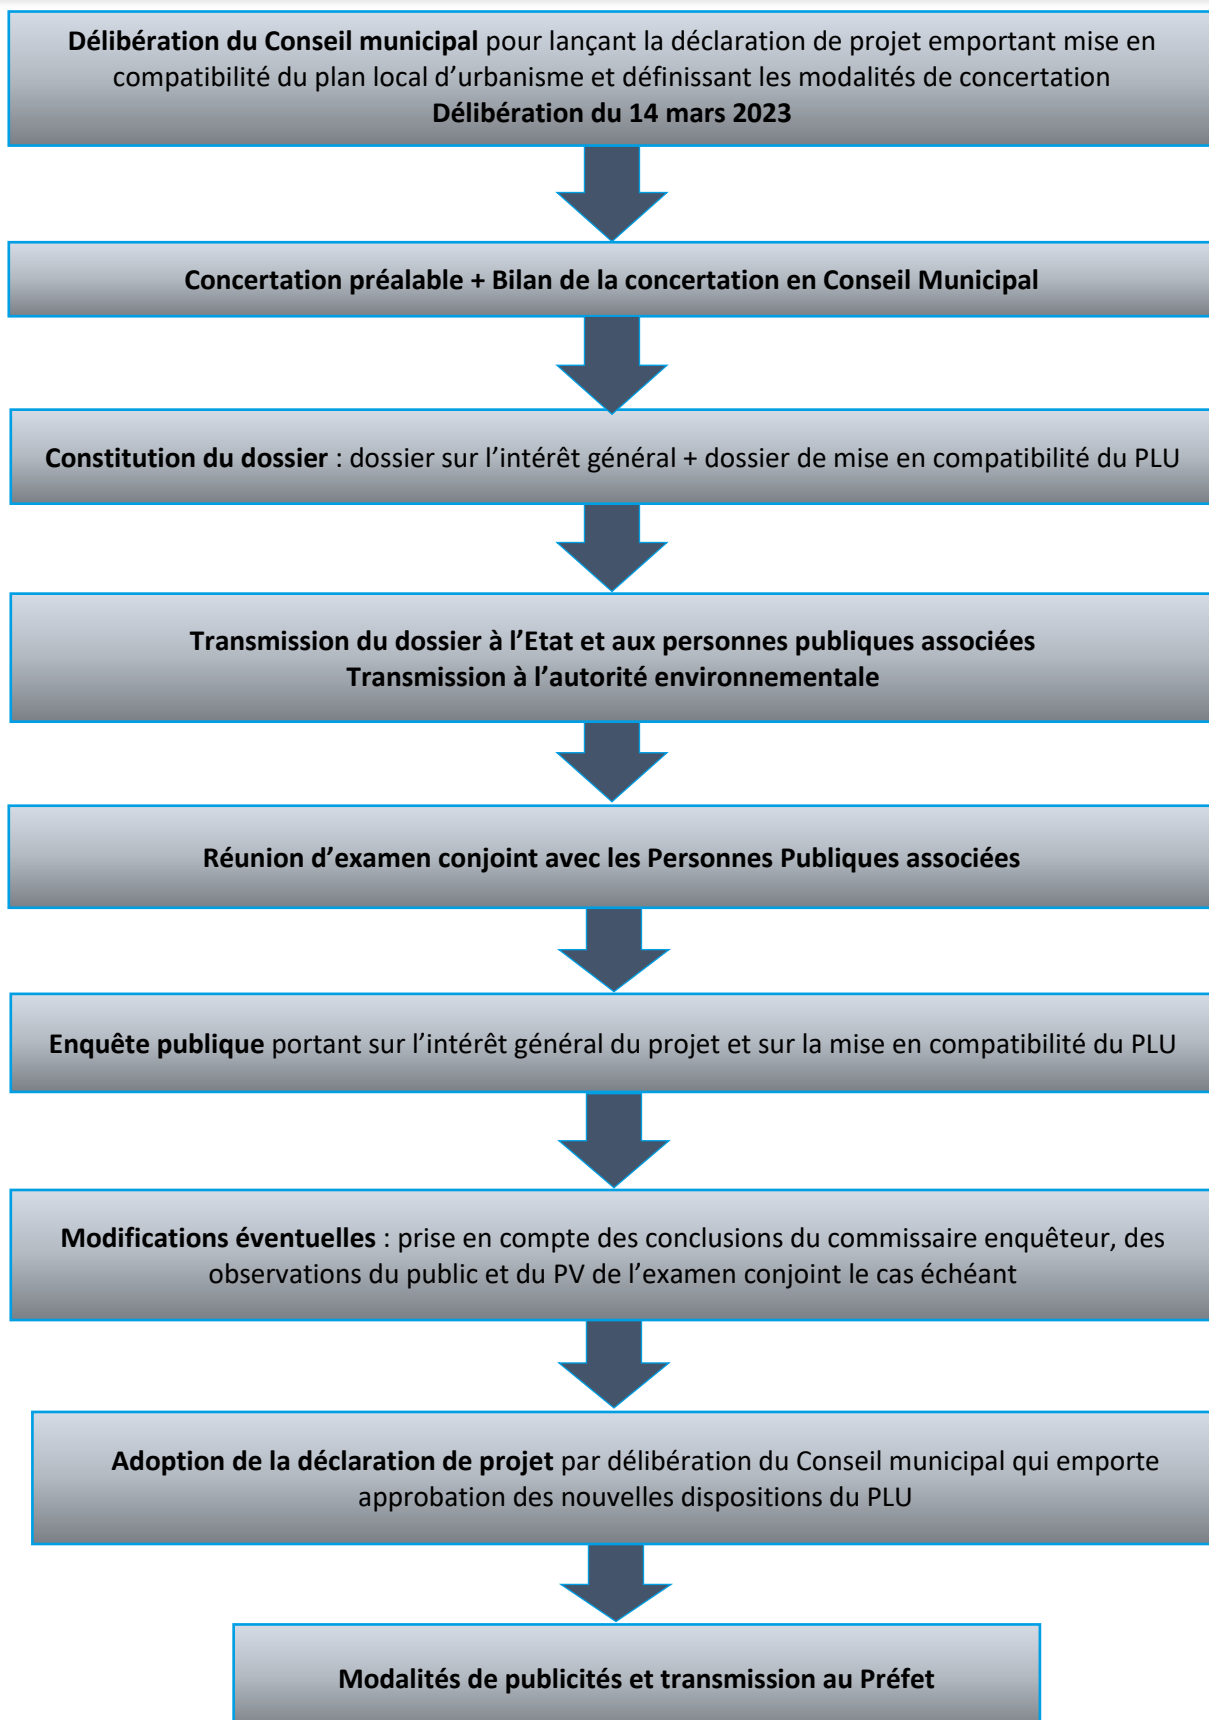 Délibération du Conseil municipal pour lançant la déclaration de projet emportant mise en
compatibilité du plan local d’urbanisme et définissant les modalités de concertation
Délibération du 14 mars 2023
Concertation préalable + Bilan de la concertation en Conseil Municipal
Constitution du dossier : dossier sur l’intérêt général + dossier de mise en compatibilité du PLU
Transmission du dossier à l’Etat et aux personnes publiques associées
Transmission à l’autorité environnementale
Réunion d’examen conjoint avec les Personnes Publiques associées
Enquête publique portant sur l’intérêt général du projet et sur la mise en compatibilité du PLU
Modifications éventuelles : prise en compte des conclusions du commissaire enquêteur, des
observations du public et du PV de l’examen conjoint le cas échéant
Adoption de la déclaration de projet par délibération du Conseil municipal qui emporte
approbation des nouvelles dispositions du PLU
Modalités de publicités et transmission au Préfet